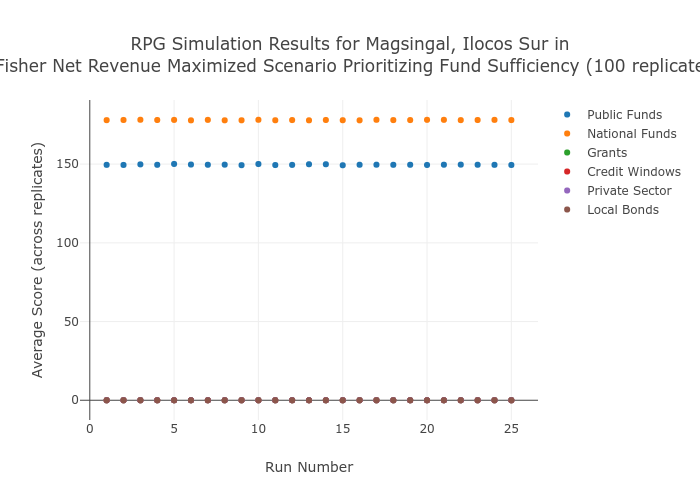 RPG Simulation Results for Magsingal, Ilocos Sur in
Fisher Net Revenue Maximized Scenario Prioritizing Fund Sufficiency (100 replicate
Public Funds
National Funds
Grants
Credit Windows
Private Sector
Local Bonds
Average Score (across replicates)
150
100
50
0
0
5
10
15
20
25
Run Number